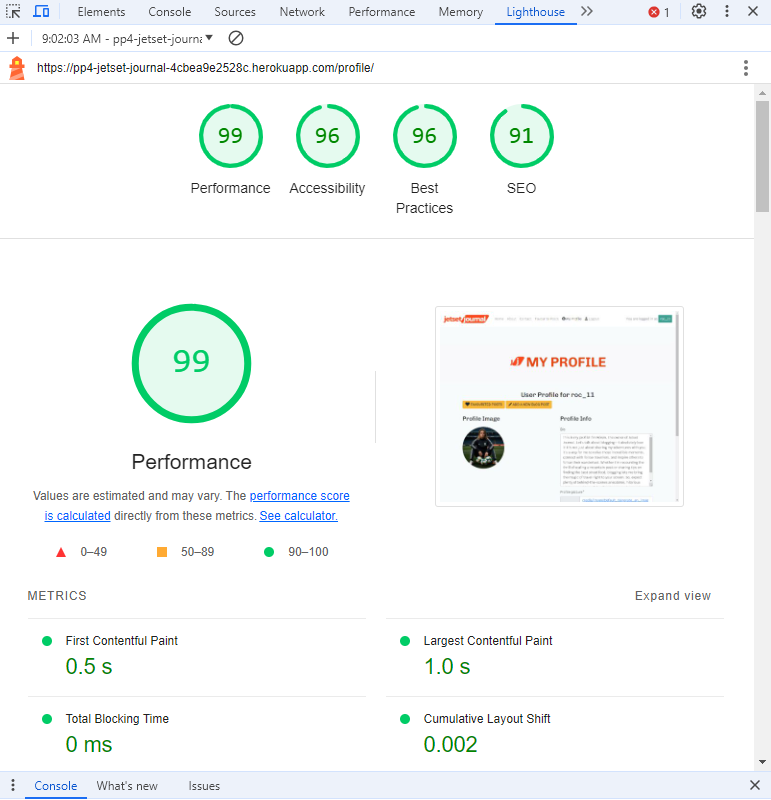 Elements Console Sources Network Performance Memory Lighthouse 1
9:02:03 AM - pp4-jetset-journa
https://pp4-jetset-journal-4cbea9e2528c.herokuapp.com/profile/
99 96 96 91
Performance Accessibility Best Practices SEO
99
Performance
Values are estimated and may vary. The performance score
is calculated directly from these metrics. See calculator.
0–49 50–89 90–100
jetset journal
MY PROFILE
User Profile for roc_11
Profile Image Profile Info
METRICS Expand view
First Contentful Paint Largest Contentful Paint
0.5 s 1.0 s
Total Blocking Time Cumulative Layout Shift
0 ms 0.002
Console What's new Issues